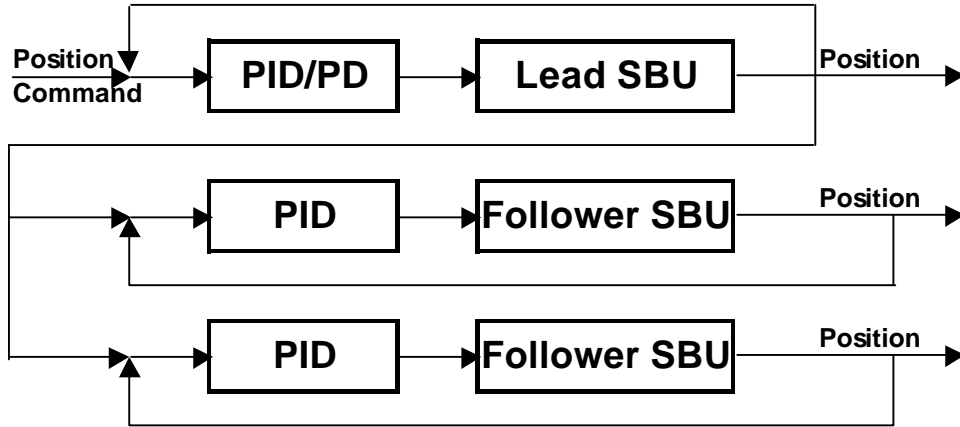 Position
Command
PID/PD
Lead SBU
Position
PID
Follower SBU
Position
PID
Follower SBU
Position